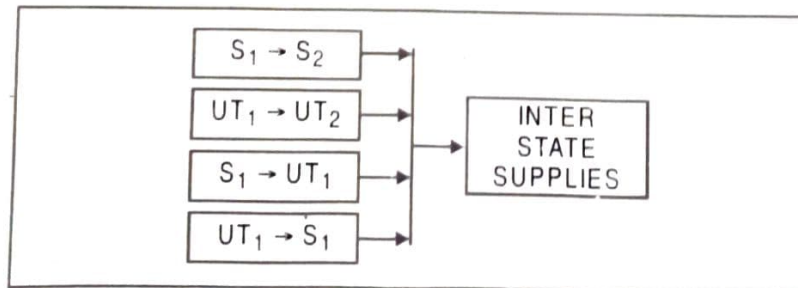 S₁ → S₂
UT₁ → UT₂
S₁ → UT₁
UT₁ → S₁
INTER
STATE
SUPPLIES